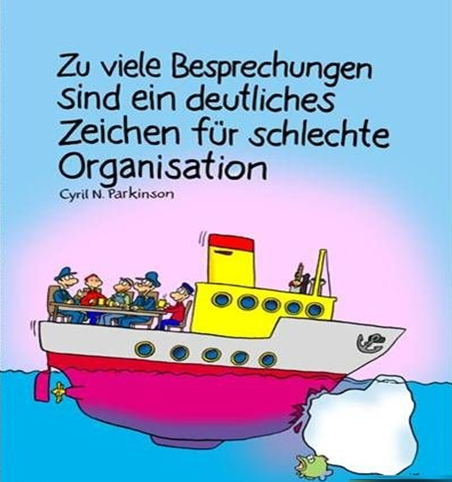 Zu viele Besprechungen
sind ein deutliches
Zeichen für schlechte
Organisation
Cyril N. Parkinson